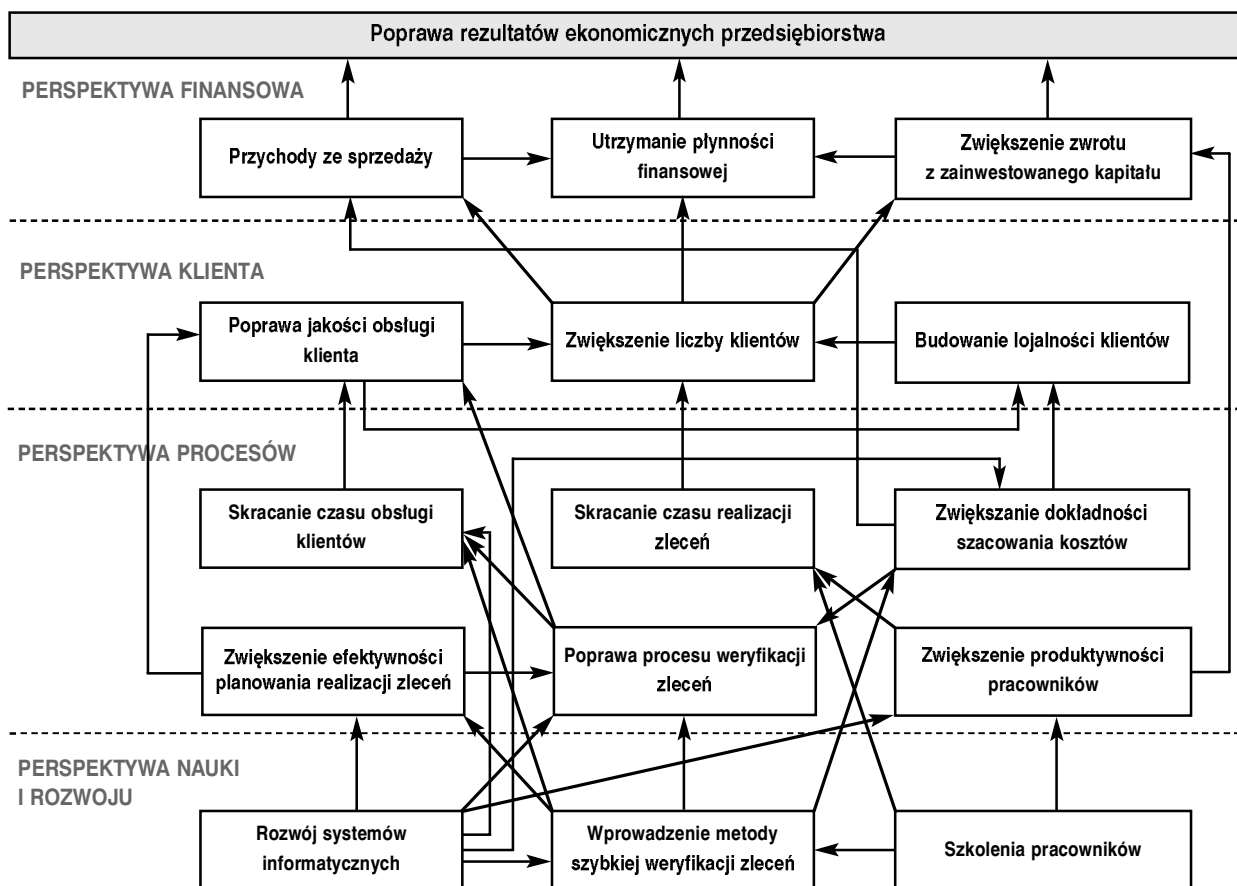 Poprawa rezultatów ekonomicznych przedsiębiorstwa
PERSPEKTYWA FINANSOWA
Przychody ze sprzedaży
Utrzymanie płynności
finansowej
Zwiększenie zwrotu
z zainwestowanego kapitału
PERSPEKTYWA KLIENTA
Poprawa jakości obsługi
klienta
Zwiększenie liczby klientów
Budowanie lojalności klientów
PERSPEKTYWA PROCESÓW
Skracanie czasu obsługi
klientów
Skracanie czasu realizacji
zleceń
Zwiększanie dokładności
szacowania kosztów
Zwiększenie efektywności
planowania realizacji zleceń
Poprawa procesu weryfikacji
zleceń
Zwiększenie produktywności
pracowników
PERSPEKTYWA NAUKI
I ROZWOJU
Rozwój systemów
informatycznych
Wprowadzenie metody
szybkiej weryfikacji zleceń
Szkolenia pracowników